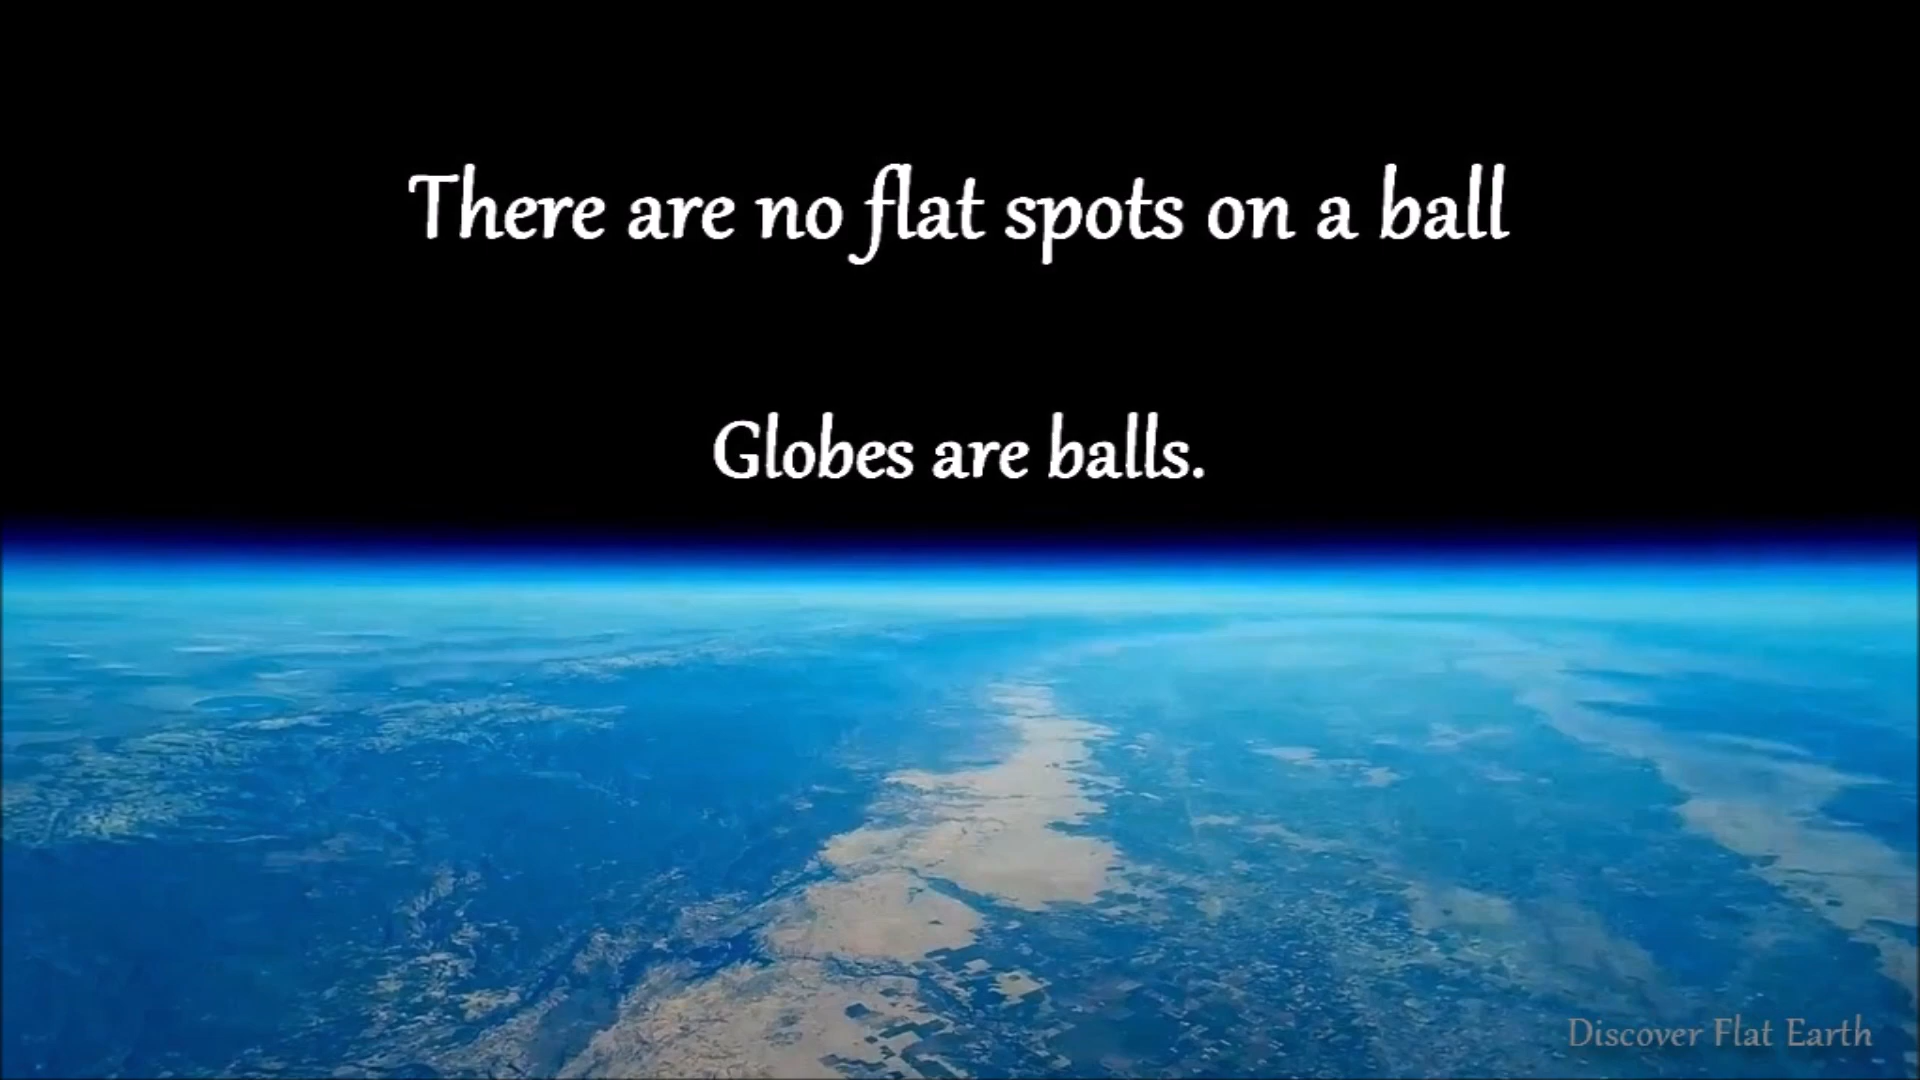 There are no flat spots on a ball
Globes are balls.
Discover Flat Earth